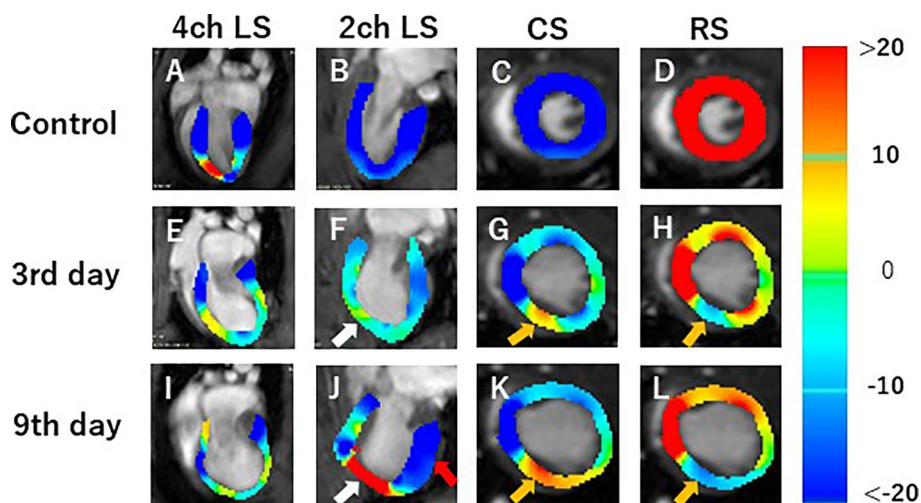 4ch LS 2ch LS CS RS
Control A B C D
3rd day E F G H
9th day I J K L
>20
10
0
-10
<-20